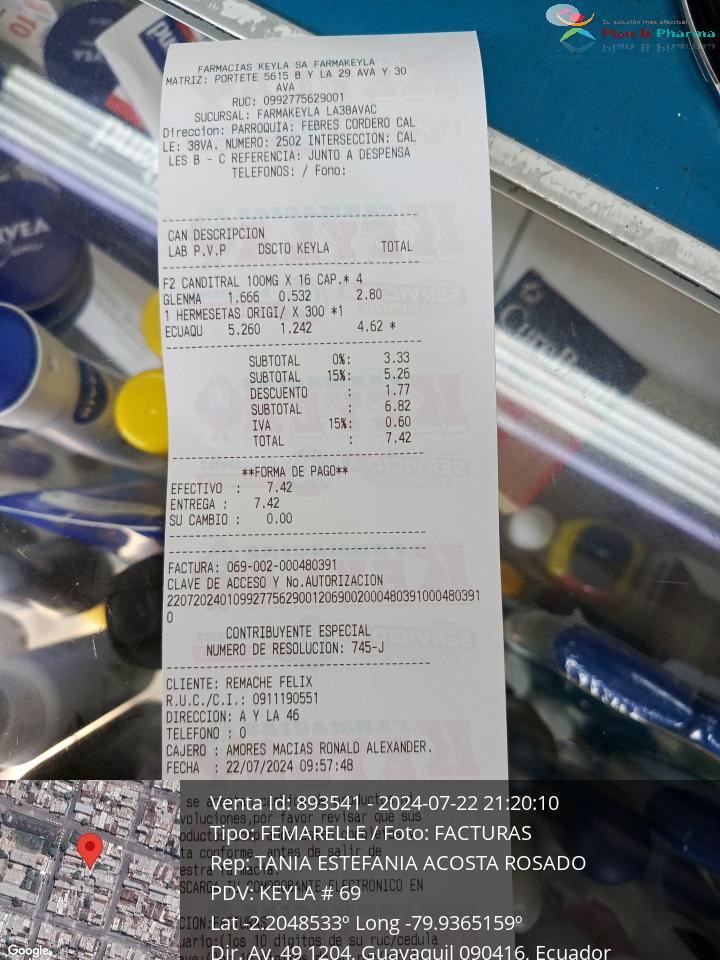 Su solución más efectiva!
Plan B Pharma
FARMACIAS KEYLA SA FARMAKEYLA
MATRIZ: PORTETE 5615 B Y LA 29 AVA Y 30
AVA
RUC: 0992775629001
SUCURSAL: FARMAKEYLA LA38AVAC
Direccion: PARROQUIA: FEBRES CORDERO CAL
LE: 38VA. NUMERO: 2502 INTERSECCION: CAL
LES B - C REFERENCIA: JUNTO A DESPENSA
TELEFONOS: / Fono:
CAN DESCRIPCION
LAB P.V.P DSCTO KEYLA TOTAL
F2 CANDITRAL 100MG X 16 CAP.* 4
GLENMA 1.666 0.532 2.80
1 HERMESETAS ORIGI/ X 300 *1
ECUAQU 5.260 1.242 4.62 *
SUBTOTAL 0%: 3.33
SUBTOTAL 15%: 5.26
DESCUENTO : 1.77
SUBTOTAL : 6.82
IVA 15%: 0.60
TOTAL : 7.42
**FORMA DE PAGO**
EFECTIVO : 7.42
ENTREGA : 7.42
SU CAMBIO : 0.00
FACTURA: 069-002-000480391
CLAVE DE ACCESO Y No.AUTORIZACION
220720240109927756290012069002000480391000480391
0
CONTRIBUYENTE ESPECIAL
NUMERO DE RESOLUCION: 745-J
CLIENTE: REMACHE FELIX
R.U.C./C.I.: 0911190551
DIRECCION: A Y LA 46
TELEFONO : 0
CAJERO : AMORES MACIAS RONALD ALEXANDER.
FECHA : 22/07/2024 09:57:48
Venta Id: 893541 - 2024-07-22 21:20:10
Tipo: FEMARELLE / Foto: FACTURAS
Rep: TANIA ESTEFANIA ACOSTA ROSADO
PDV: KEYLA # 69
Lat -2.2048533º Long -79.9365159º
Dir. Av. 49 1204, Guayaquil 090416, Ecuador
Google
NIVEA